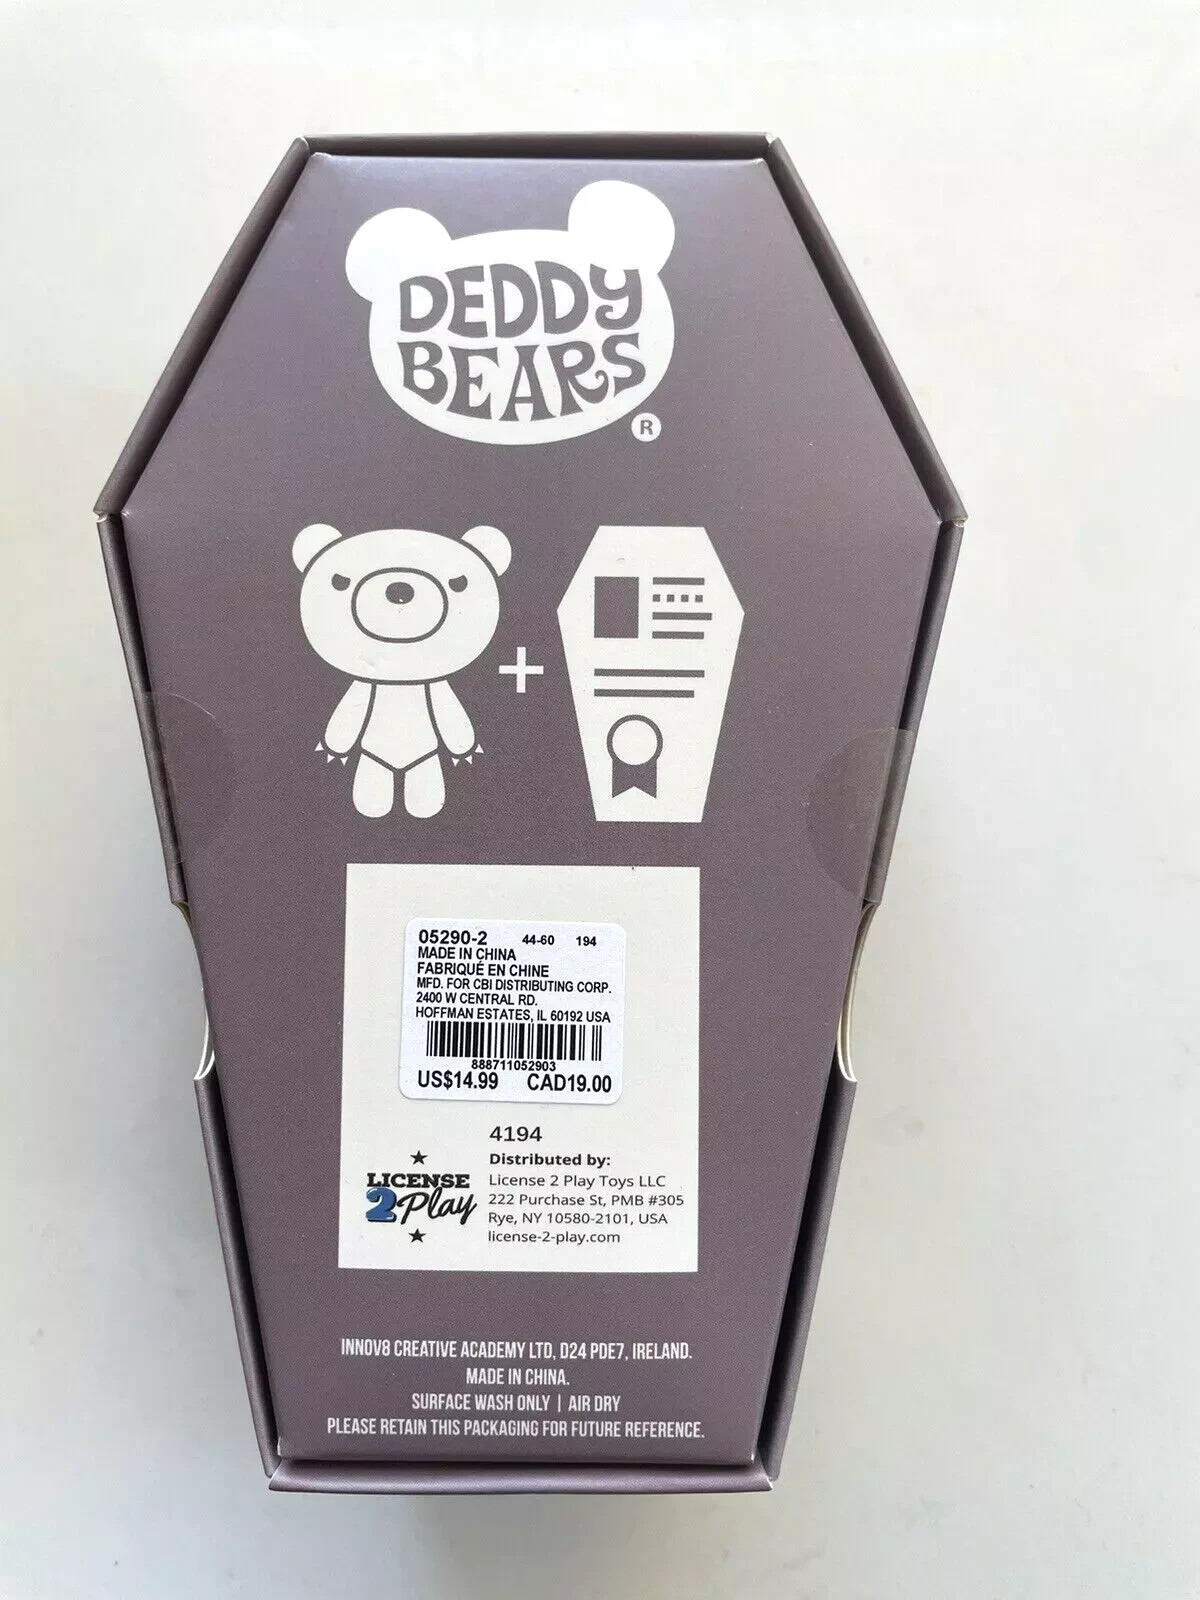 DEDDY
BEARS
®
+
05290-2 44-60 194
MADE IN CHINA
FABRIQUÉ EN CHINE
MFD. FOR CBI DISTRIBUTING CORP.
2400 W CENTRAL RD.
HOFFMAN ESTATES, IL 60192 USA
888711052903
US$14.99 CAD19.00
4194
Distributed by:
LICENSE
2 Play
License 2 Play Toys LLC
222 Purchase St, PMB #305
Rye, NY 10580-2101, USA
license-2-play.com
INNOV8 CREATIVE ACADEMY LTD, D24 PDE7, IRELAND.
MADE IN CHINA.
SURFACE WASH ONLY | AIR DRY
PLEASE RETAIN THIS PACKAGING FOR FUTURE REFERENCE.